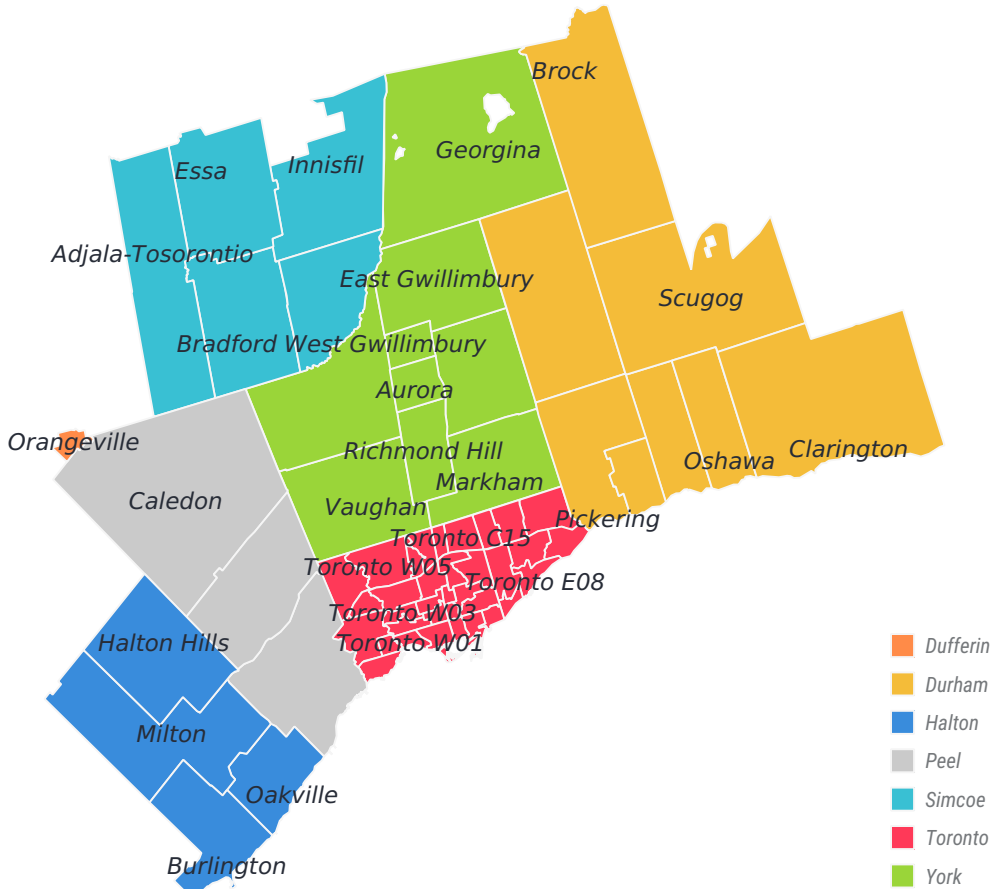 Brock
Georgina
Innisfil
Essa
Adjala-Tosorontio
East Gwillimbury
Scugog
Bradford West Gwillimbury
Aurora
Orangeville
Richmond Hill
Clarington
Oshawa
Markham
Caledon
Vaughan
Pickering
Toronto C15
Toronto W05
Toronto E08
Toronto W03
Halton Hills
Toronto W01
Milton
Oakville
Burlington
Dufferin
Durham
Halton
Peel
Simcoe
Toronto
York